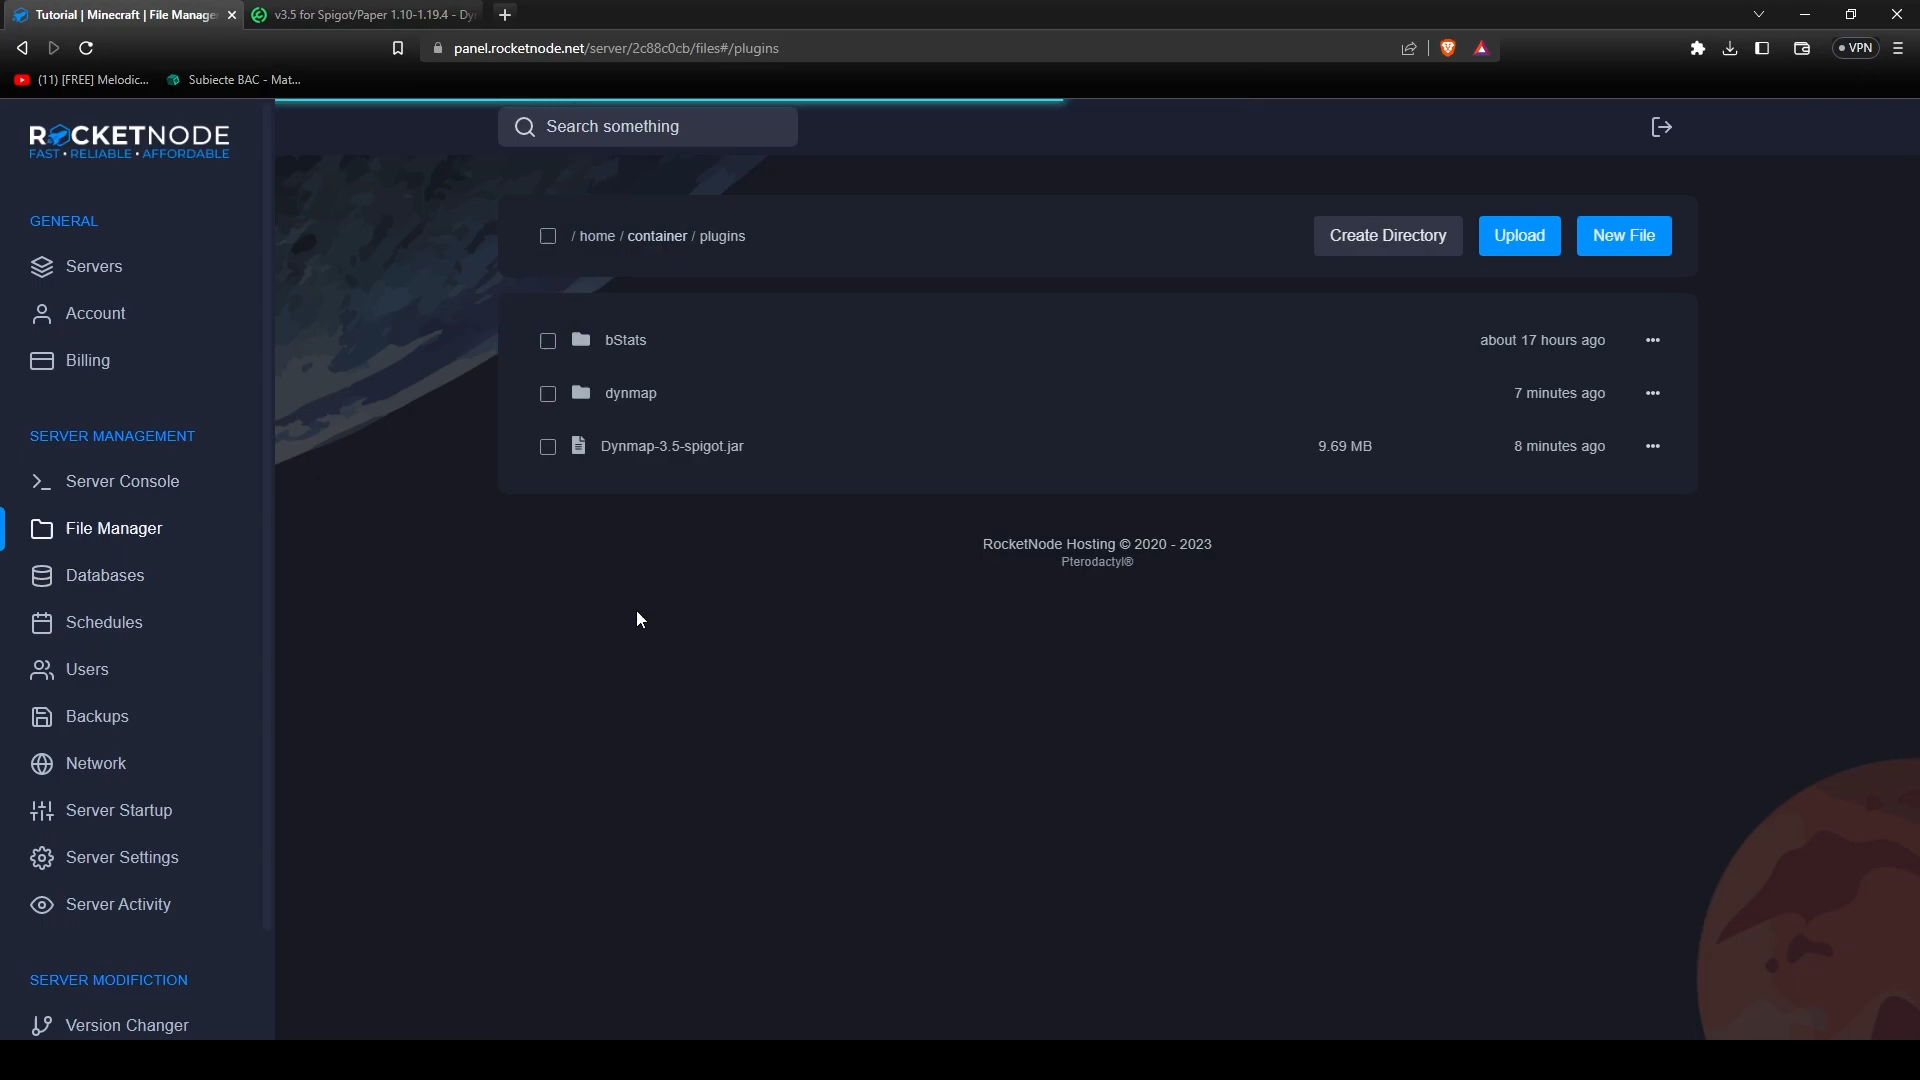 Tutorial | Minecraft | File Manage
v3.5 for Spigot/Paper 1.10-1.19.4 - Dy
panel.rocketnode.net/server/2c88c0cb/files#/plugins
VPN
(11) [FREE] Melodic...
Subiecte BAC - Mat...
ROCKETNODE
FAST • RELIABLE • AFFORDABLE
Search something
GENERAL
Servers
Account
Billing
SERVER MANAGEMENT
Server Console
File Manager
Databases
Schedules
Users
Backups
Network
Server Startup
Server Settings
Server Activity
SERVER MODIFICTION
Version Changer
/ home / container / plugins
Create Directory
Upload
New File
bStats
about 17 hours ago
dynmap
7 minutes ago
Dynmap-3.5-spigot.jar
9.69 MB
8 minutes ago
RocketNode Hosting © 2020 - 2023
Pterodactyl®